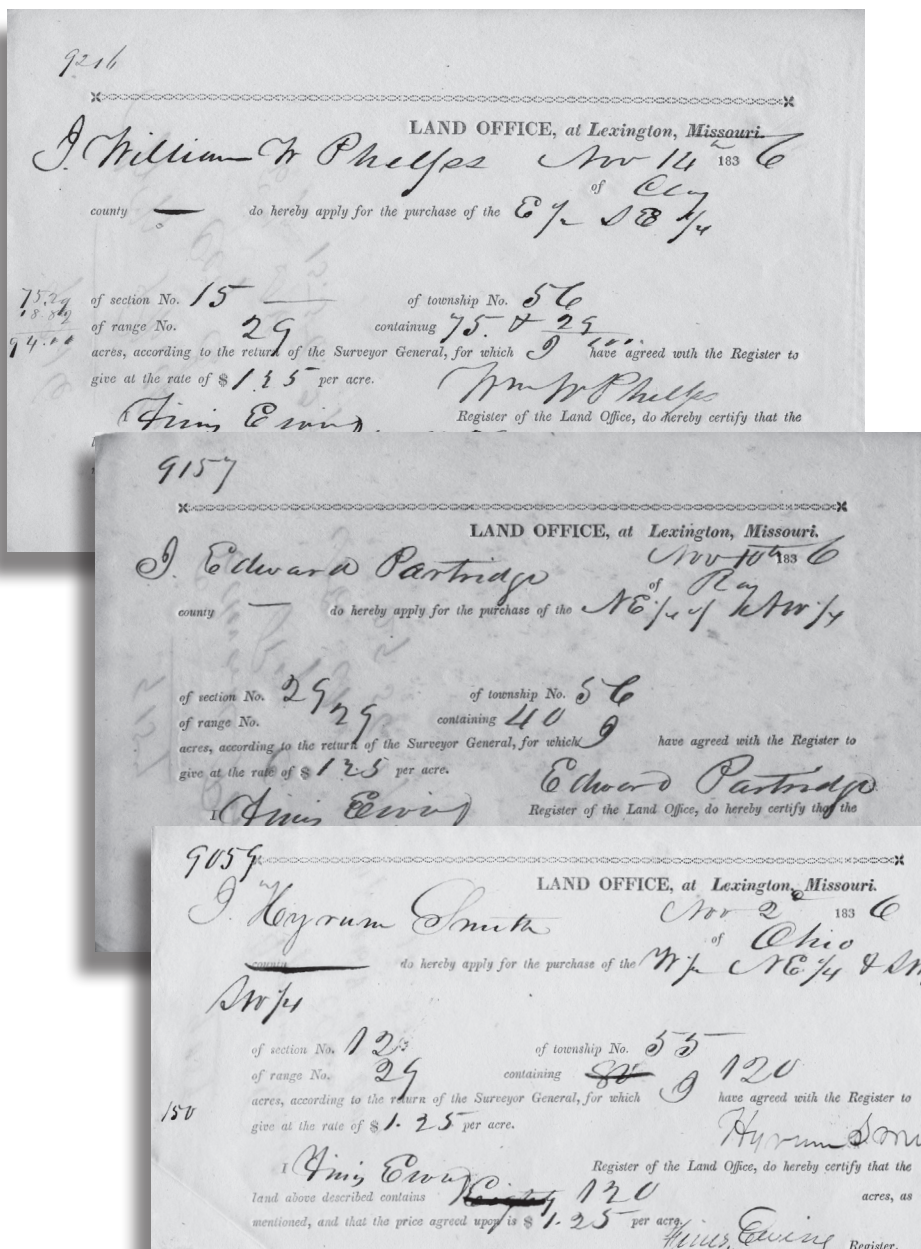 9216
LAND OFFICE, at Lexington, Missouri.
I. William W Phelps Nov 14th 1836
of Clay
county — do hereby apply for the purchase of the E ½ SE ¼
of section No. 15 of township No. 56
75.29
18.82
94.11
of range No. 29 containing 75. & 29/100
acres, according to the return of the Surveyor General, for which I have agreed with the Register to
give at the rate of $ 1 25 per acre. Wm W Phelps
Finis Ewing Register of the Land Office, do hereby certify that the
9157
LAND OFFICE, at Lexington, Missouri.
I. Edward Partridge Nov 10th 1836
of Ray
county — do hereby apply for the purchase of the NE ¼ of
of section No. 29 of township No. 56
of range No. 29 containing 40
acres, according to the return of the Surveyor General, for which I have agreed with the Register to
give at the rate of $ 1 25 per acre. Edward Partridge
I Finis Ewing Register of the Land Office, do hereby certify that the
9059
LAND OFFICE, at Lexington, Missouri.
I. Hyrum Smith Nov 2d 1836
of Ohio
county do hereby apply for the purchase of the W ½ NE ¼ &
SW ¼
of section No. 12 of township No. 55
of range No. 29 containing 80 120
acres, according to the return of the Surveyor General, for which I have agreed with the Register to
150
give at the rate of $ 1. 25 per acre. Hyrum Smi
I Finis Ewing Register of the Land Office, do hereby certify that the
land above described contains Eighty 120 acres, as
mentioned, and that the price agreed upon is $ 1. 25 per acre.
Finis Ewing Register.